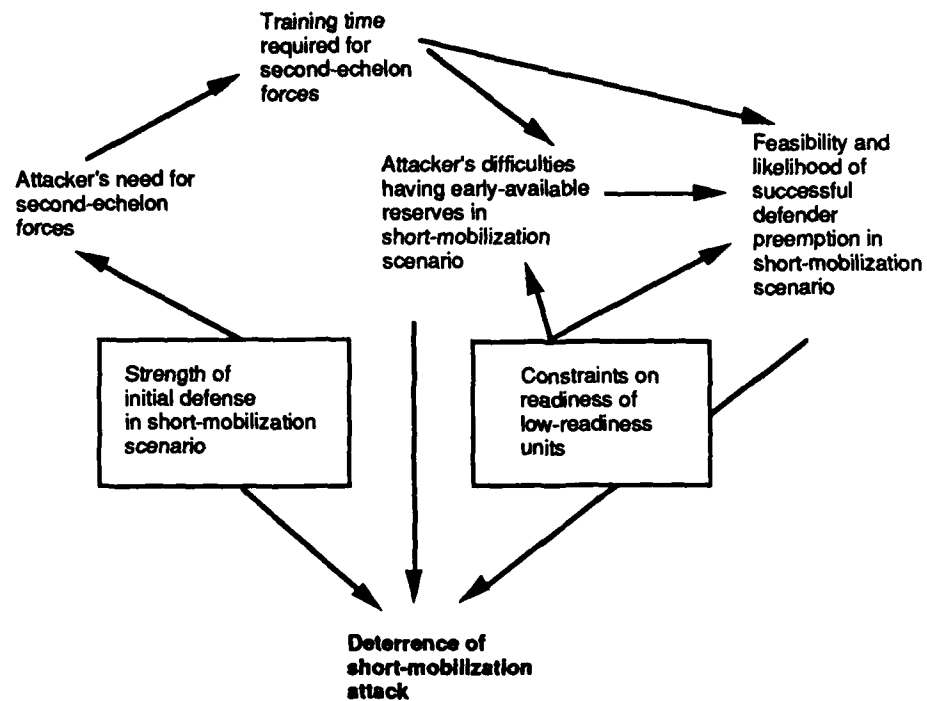 Training time
required for
second-echelon
forces
Attacker's need for
second-echelon
forces
Attacker's difficulties
having early-available
reserves in
short-mobilization
scenario
Feasibility and
likelihood of
successful
defender
preemption in
short-mobilization
scenario
Strength of
initial defense
in short-mobilization
scenario
Constraints on
readiness of
low-readiness
units
Deterrence of
short-mobilization
attack